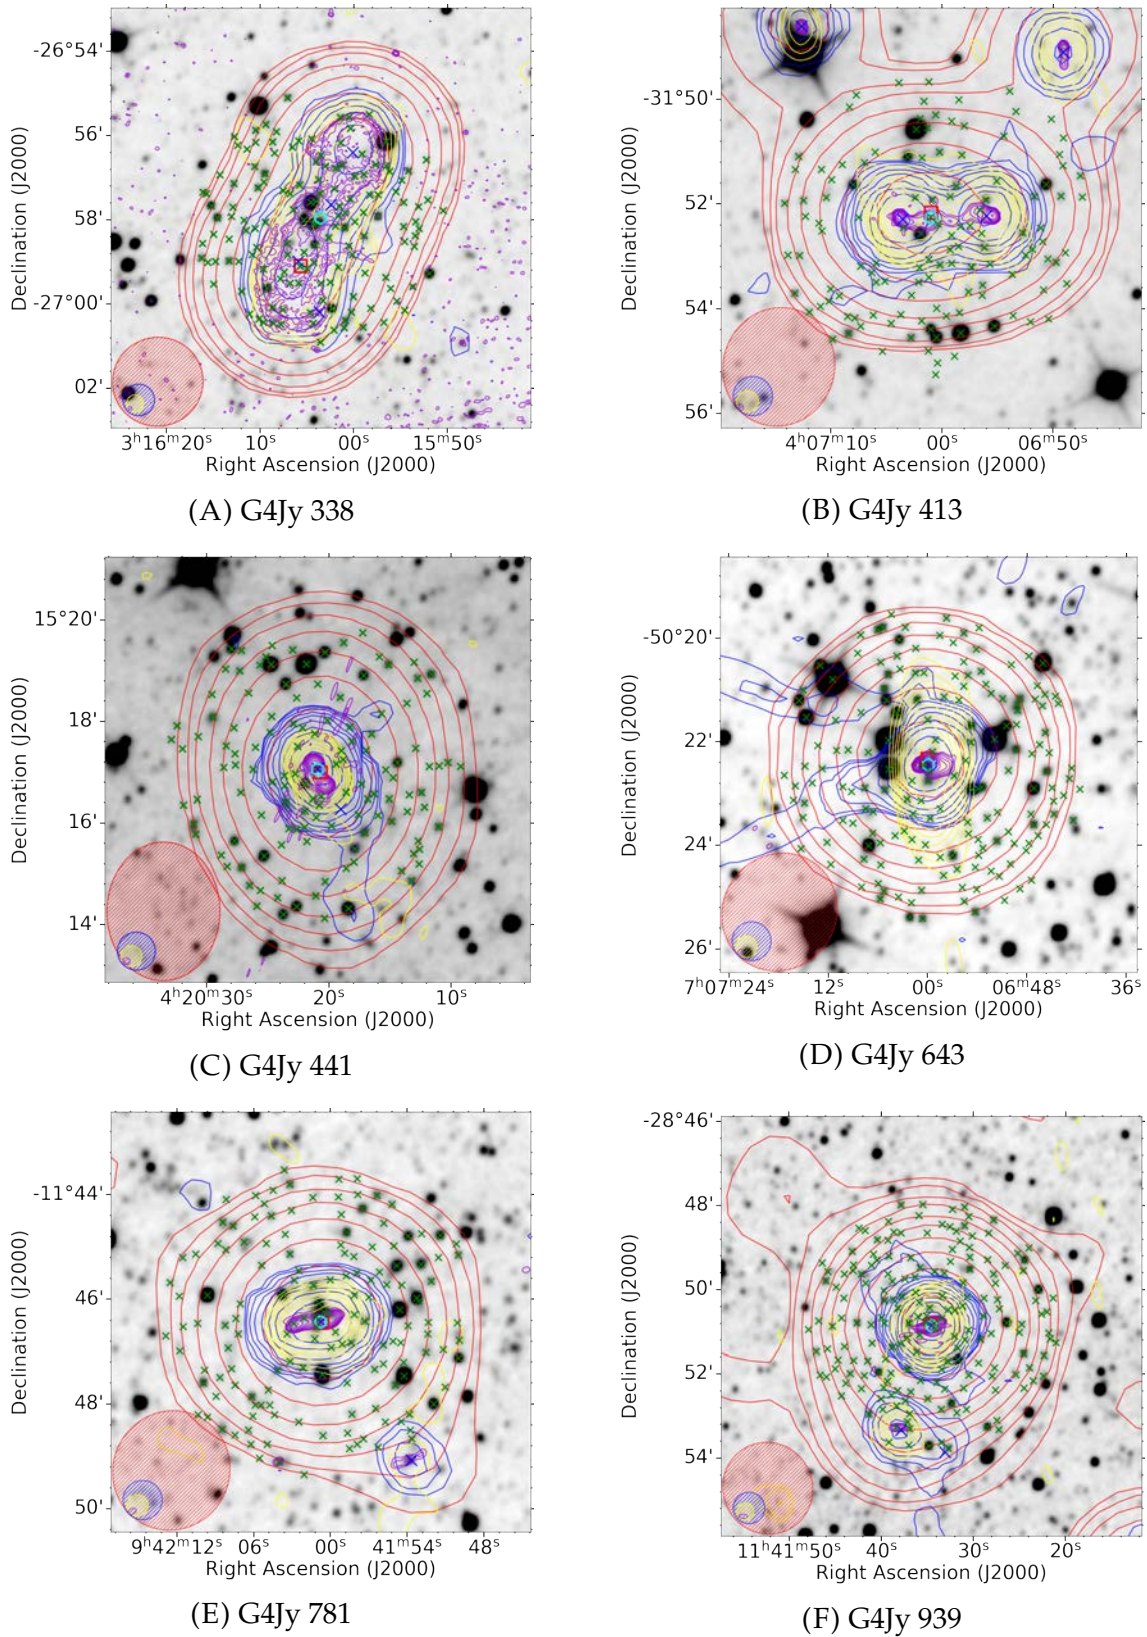 -26°54'
56'
58'
-27°00'
02'
Declination (J2000)
3ʰ16ᵐ20ˢ 10ˢ 00ˢ 15ᵐ50ˢ
Right Ascension (J2000)
(A) G4Jy 338
-31°50'
52'
54'
56'
Declination (J2000)
4ʰ07ᵐ10ˢ 00ˢ 06ᵐ50ˢ
Right Ascension (J2000)
(B) G4Jy 413
15°20'
18'
16'
14'
Declination (J2000)
4ʰ20ᵐ30ˢ 20ˢ 10ˢ
Right Ascension (J2000)
(C) G4Jy 441
-50°20'
22'
24'
26'
Declination (J2000)
7ʰ07ᵐ24ˢ 12ˢ 00ˢ 06ᵐ48ˢ 36ˢ
Right Ascension (J2000)
(D) G4Jy 643
-11°44'
46'
48'
50'
Declination (J2000)
9ʰ42ᵐ12ˢ 06ˢ 00ˢ 41ᵐ54ˢ 48ˢ
Right Ascension (J2000)
(E) G4Jy 781
-28°46'
48'
50'
52'
54'
Declination (J2000)
11ʰ41ᵐ50ˢ 40ˢ 30ˢ 20ˢ
Right Ascension (J2000)
(F) G4Jy 939